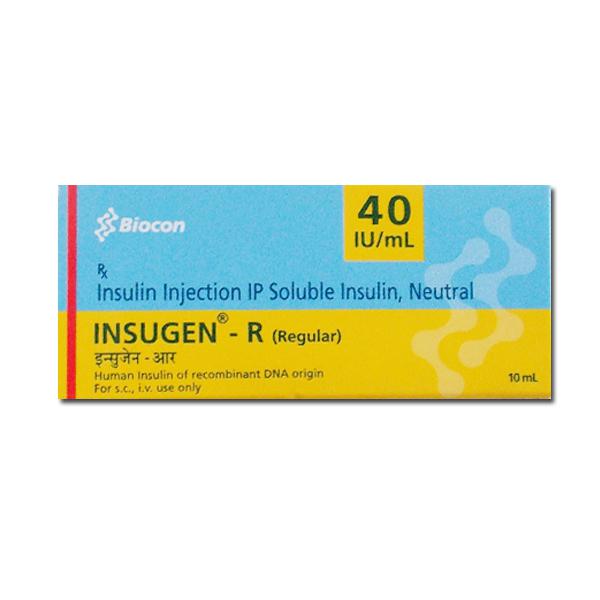 Biocon
40
IU/mL
Rx
Insulin Injection IP Soluble Insulin, Neutral
INSUGEN® - R (Regular)
इन्सुजेन - आर
Human Insulin of recombinant DNA origin
For s.c., i.v. use only
10 mL